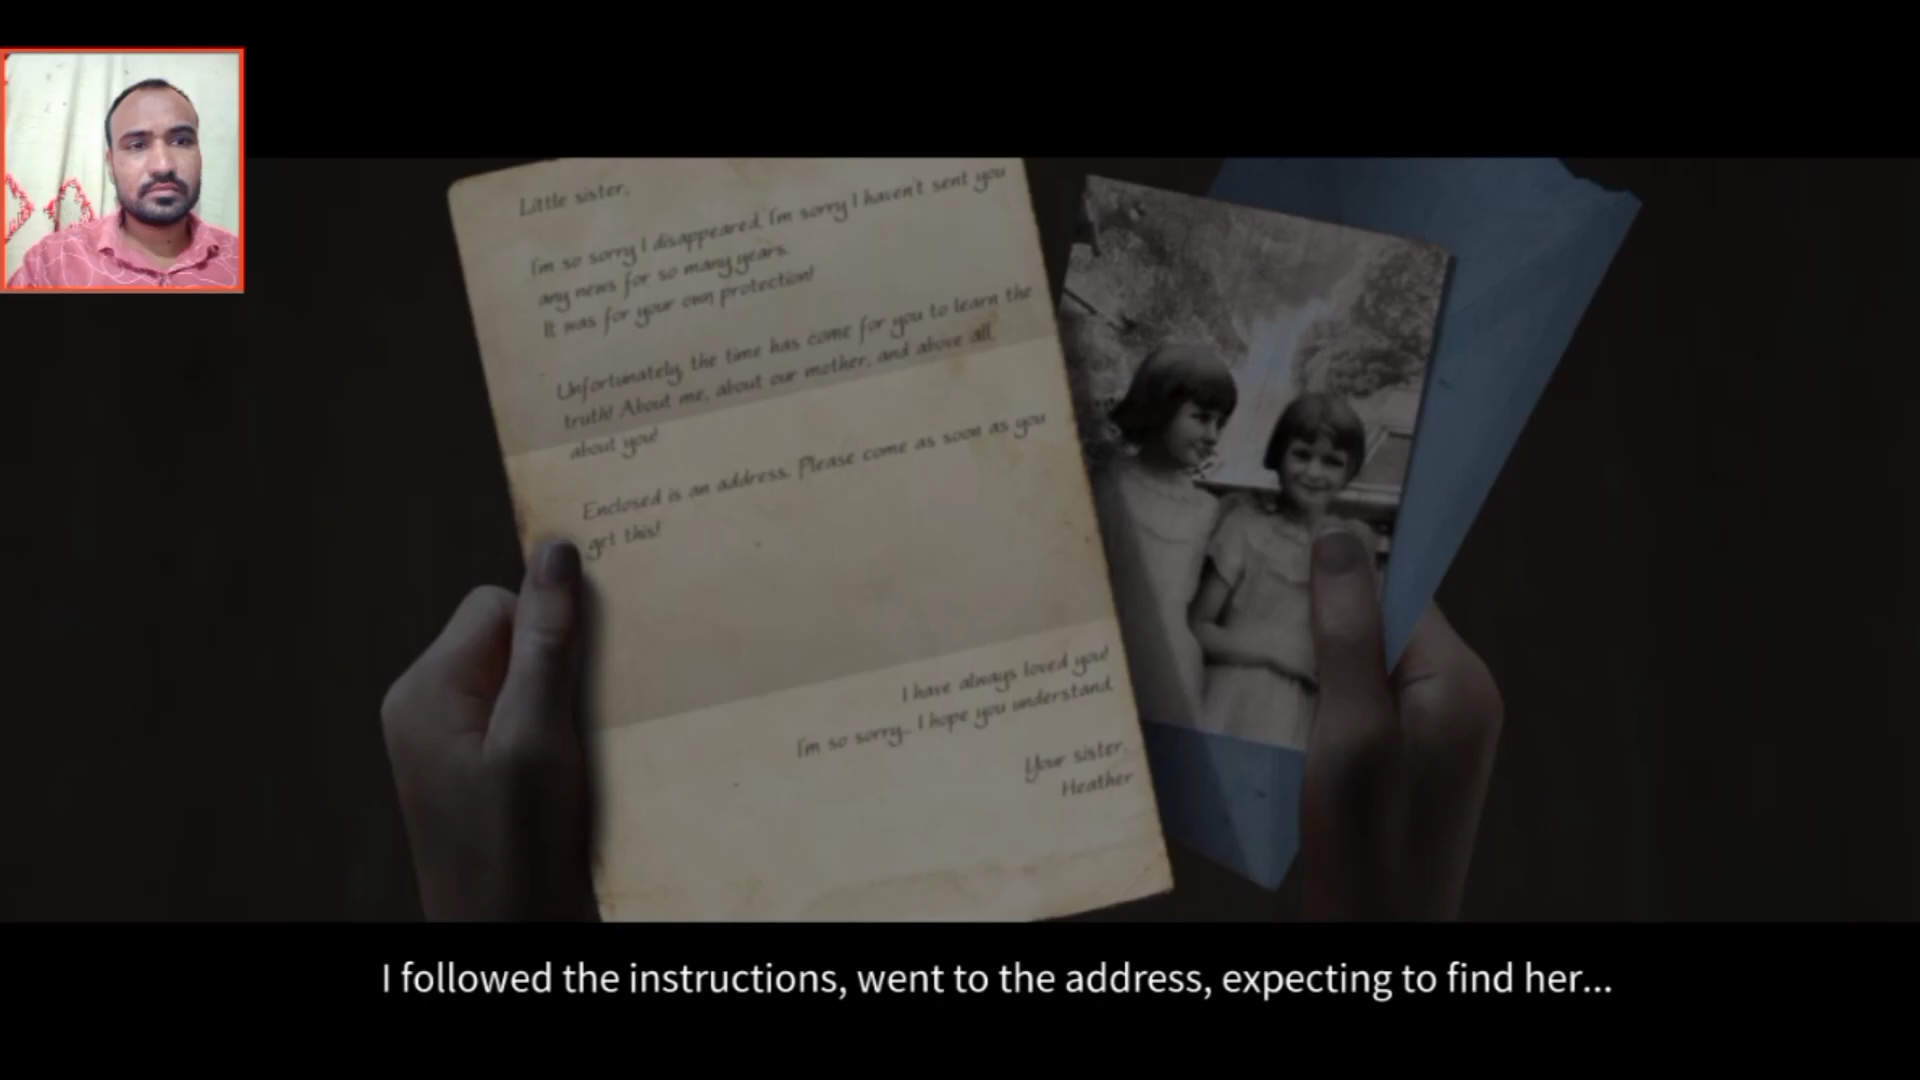 Little sister,
I'm so sorry I disappeared. I'm sorry I haven't sent you
any news for so many years.
It was for your own protection!
Unfortunately, the time has come for you to learn the
truth! About me, about our mother, and above all,
about you!
Enclosed is an address. Please come as soon as you
get this!
I have always loved you!
I'm so sorry... I hope you understand.
Your sister,
Heather
I followed the instructions, went to the address, expecting to find her...